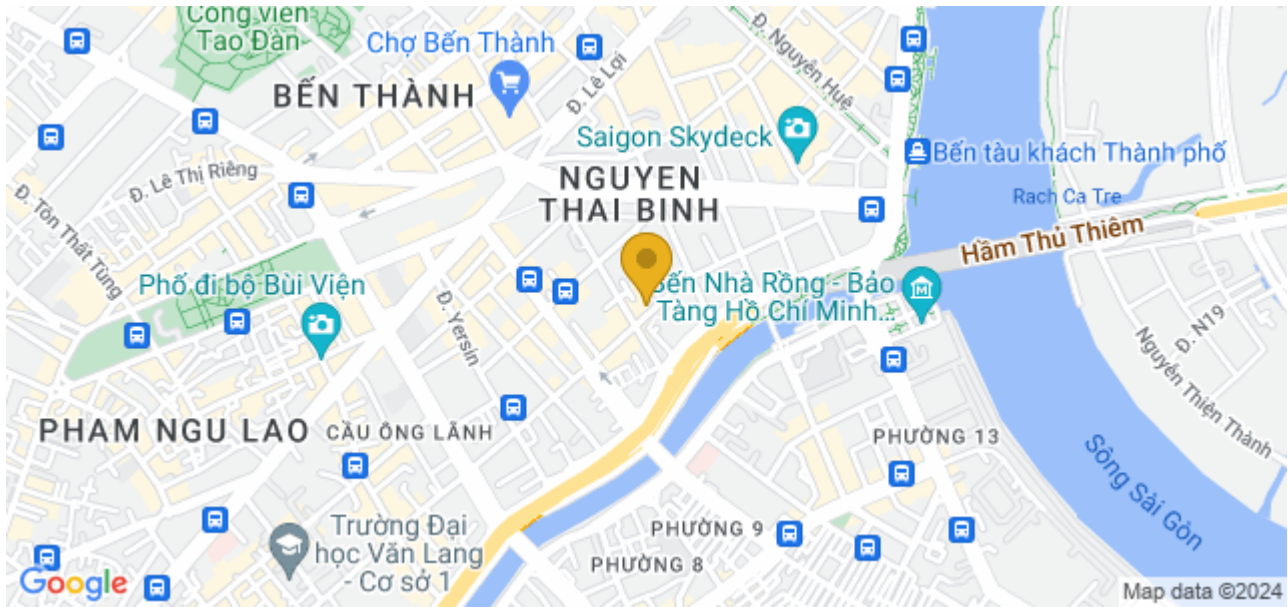 Công viên
Tao Đàn
Chợ Bến Thành
Đ. Lê Lợi
Đ. Nguyễn Huệ
BẾN THÀNH
Saigon Skydeck
Bến tàu khách Thành phố
Đ. Lê Thị Riêng
NGUYEN
THAI BINH
Rach Ca Tre
Đ. Tôn Thất Tùng
Hầm Thủ Thiêm
Phố đi bộ Bùi Viện
Bến Nhà Rồng - Bảo
Tàng Hồ Chí Minh...
Đ. Yersin
Đ. N19
Nguyễn Thiện Thành
PHAM NGU LAO
CẦU ÔNG LÃNH
PHƯỜNG 13
Sông Sài Gòn
Trường Đại
học Văn Lang
- Cơ sở 1
PHƯỜNG 9
PHƯỜNG 8
Google
Map data ©2024